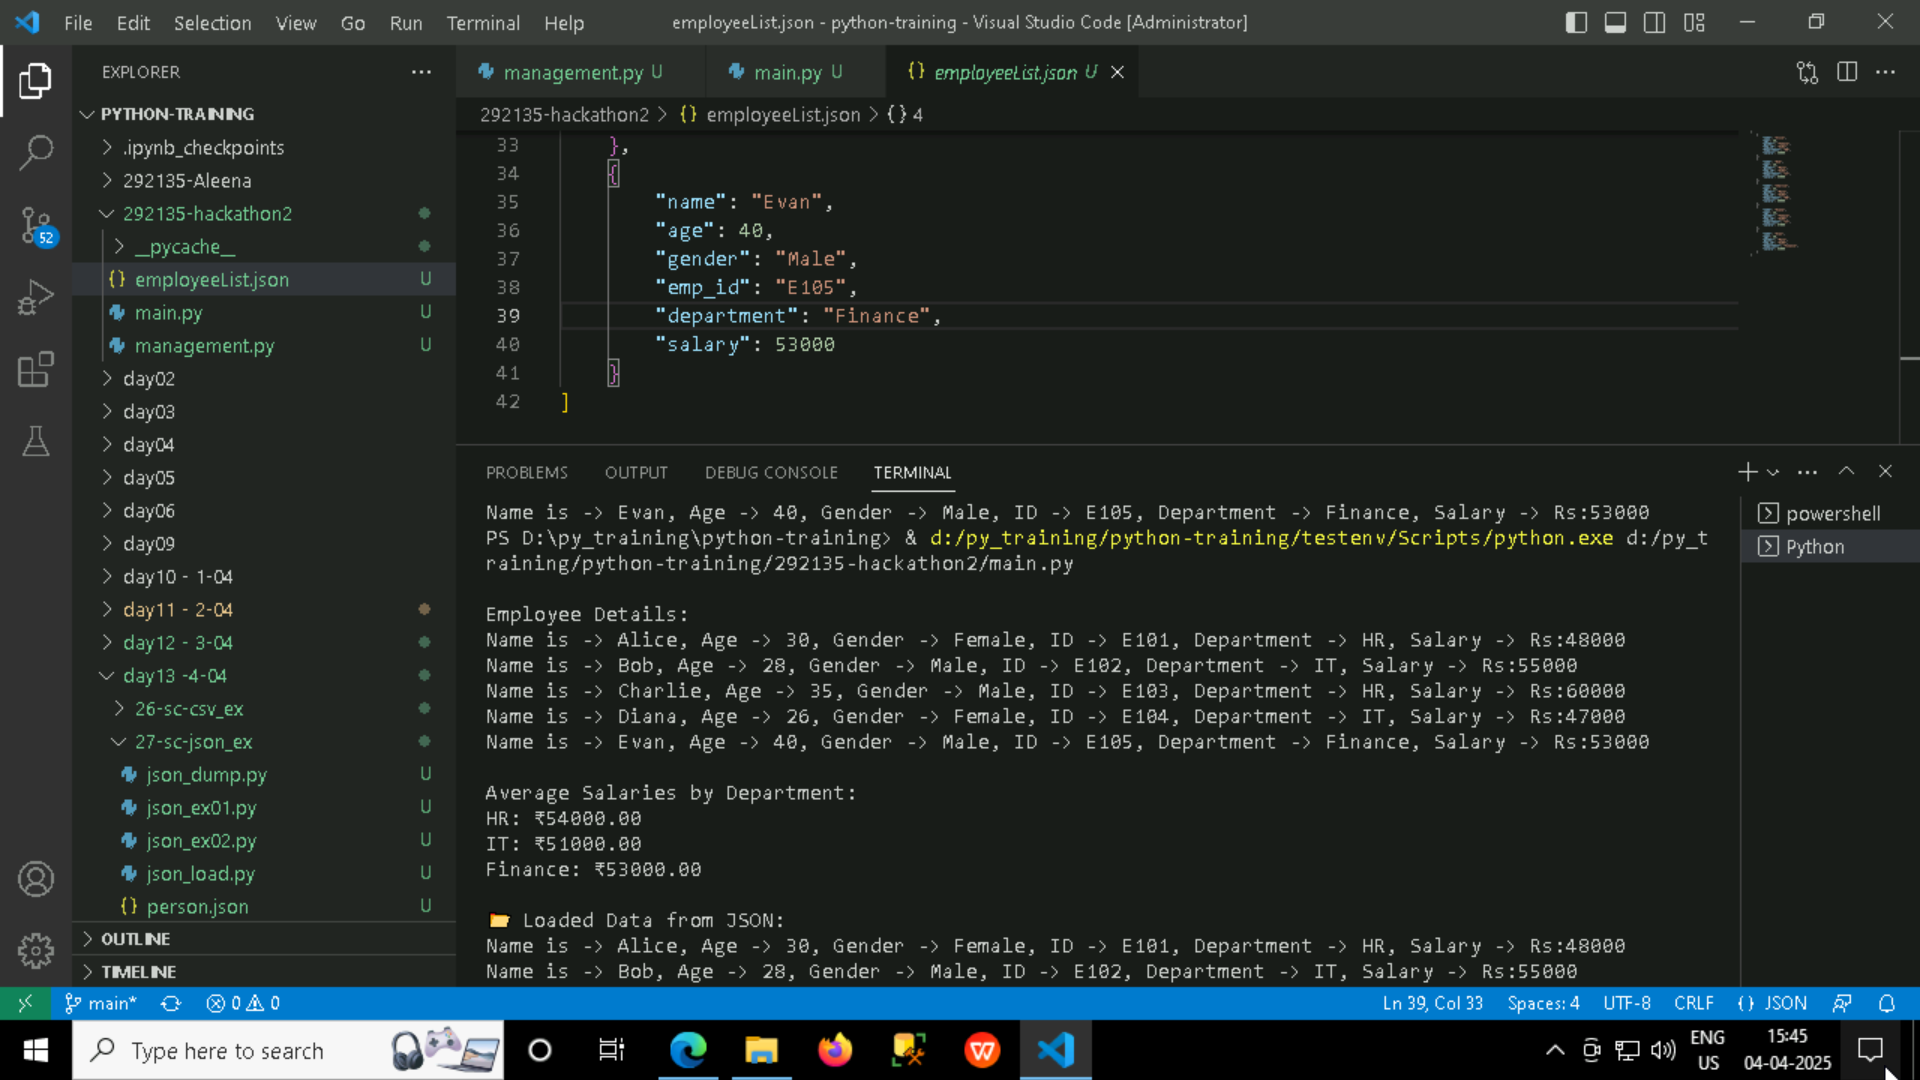 File Edit Selection View Go Run Terminal Help employeeList.json - python-training - Visual Studio Code [Administrator]
EXPLORER
PYTHON-TRAINING
.ipynb_checkpoints
292135-Aleena
292135-hackathon2
__pycache__
employeeList.json U
main.py U
management.py U
day02
day03
day04
day05
day06
day09
day10 - 1-04
day11 - 2-04
day12 - 3-04
day13 -4-04
26-sc-csv_ex
27-sc-json_ex
json_dump.py U
json_ex01.py U
json_ex02.py U
json_load.py U
person.json U
OUTLINE
TIMELINE
52
management.py U main.py U {} employeeList.json U
292135-hackathon2 > {} employeeList.json > {} 4
33 },
34 {
35 "name": "Evan",
36 "age": 40,
37 "gender": "Male",
38 "emp_id": "E105",
39 "department": "Finance",
40 "salary": 53000
41 }
42 ]
PROBLEMS OUTPUT DEBUG CONSOLE TERMINAL
powershell
Python
Name is -> Evan, Age -> 40, Gender -> Male, ID -> E105, Department -> Finance, Salary -> Rs:53000
PS D:\py_training\python-training> & d:/py_training/python-training/testenv/Scripts/python.exe d:/py_t
raining/python-training/292135-hackathon2/main.py
Employee Details:
Name is -> Alice, Age -> 30, Gender -> Female, ID -> E101, Department -> HR, Salary -> Rs:48000
Name is -> Bob, Age -> 28, Gender -> Male, ID -> E102, Department -> IT, Salary -> Rs:55000
Name is -> Charlie, Age -> 35, Gender -> Male, ID -> E103, Department -> HR, Salary -> Rs:60000
Name is -> Diana, Age -> 26, Gender -> Female, ID -> E104, Department -> IT, Salary -> Rs:47000
Name is -> Evan, Age -> 40, Gender -> Male, ID -> E105, Department -> Finance, Salary -> Rs:53000
Average Salaries by Department:
HR: ₹54000.00
IT: ₹51000.00
Finance: ₹53000.00
📂 Loaded Data from JSON:
Name is -> Alice, Age -> 30, Gender -> Female, ID -> E101, Department -> HR, Salary -> Rs:48000
Name is -> Bob, Age -> 28, Gender -> Male, ID -> E102, Department -> IT, Salary -> Rs:55000
main* 0 0 Ln 39, Col 33 Spaces: 4 UTF-8 CRLF {} JSON
Type here to search
ENG
US
15:45
04-04-2025